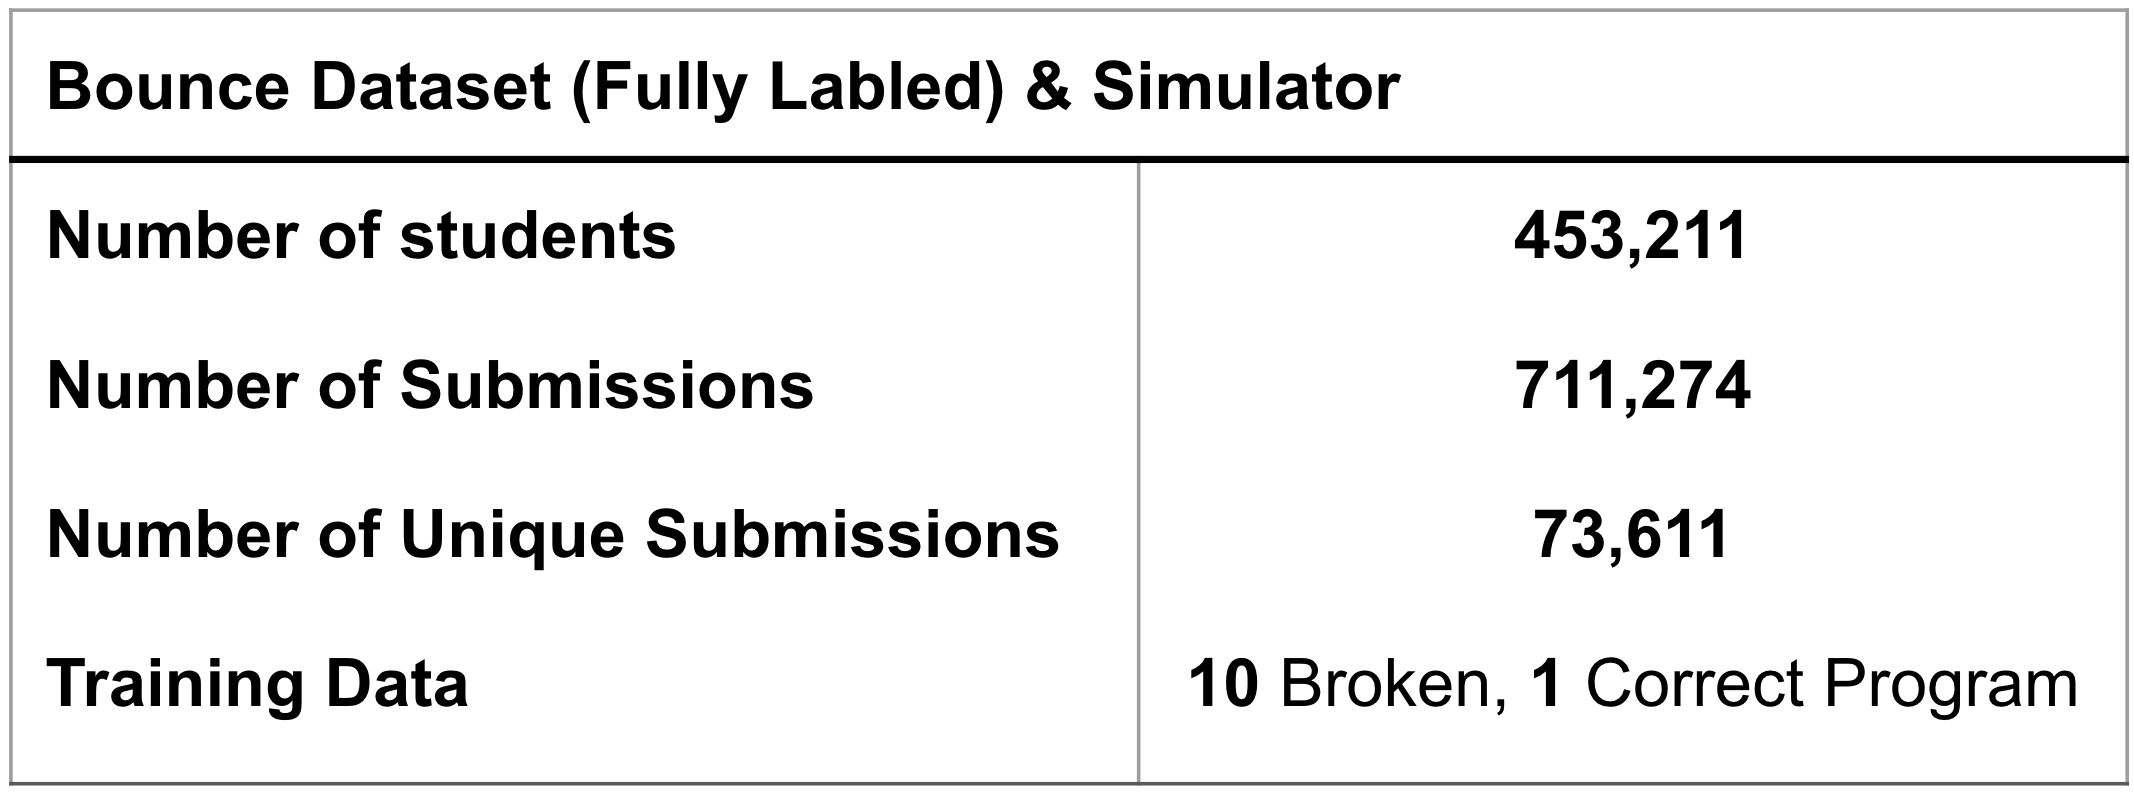 Bounce Dataset (Fully Labled) & Simulator
Number of students 453,211
Number of Submissions 711,274
Number of Unique Submissions 73,611
Training Data 10 Broken, 1 Correct Program